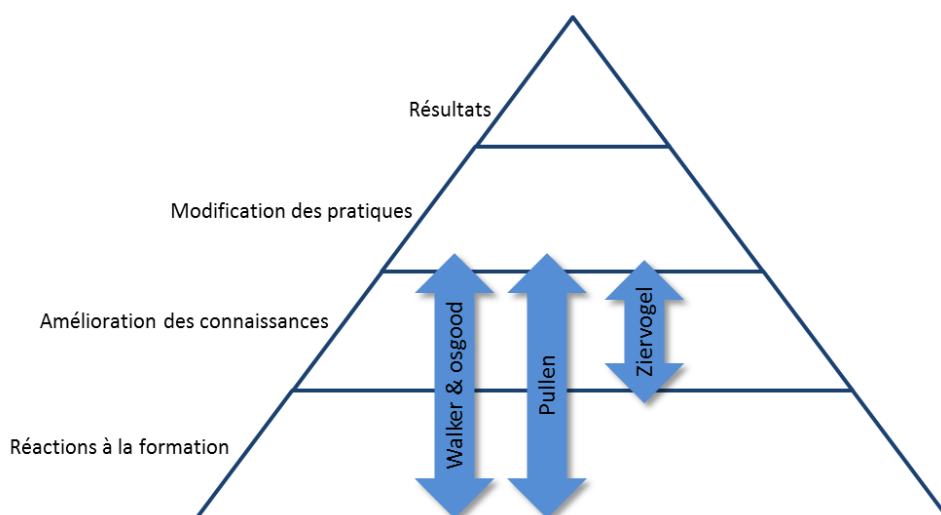 Résultats
Modification des pratiques
Amélioration des connaissances
Réactions à la formation
Walker & osgood
Pullen
Ziervogel